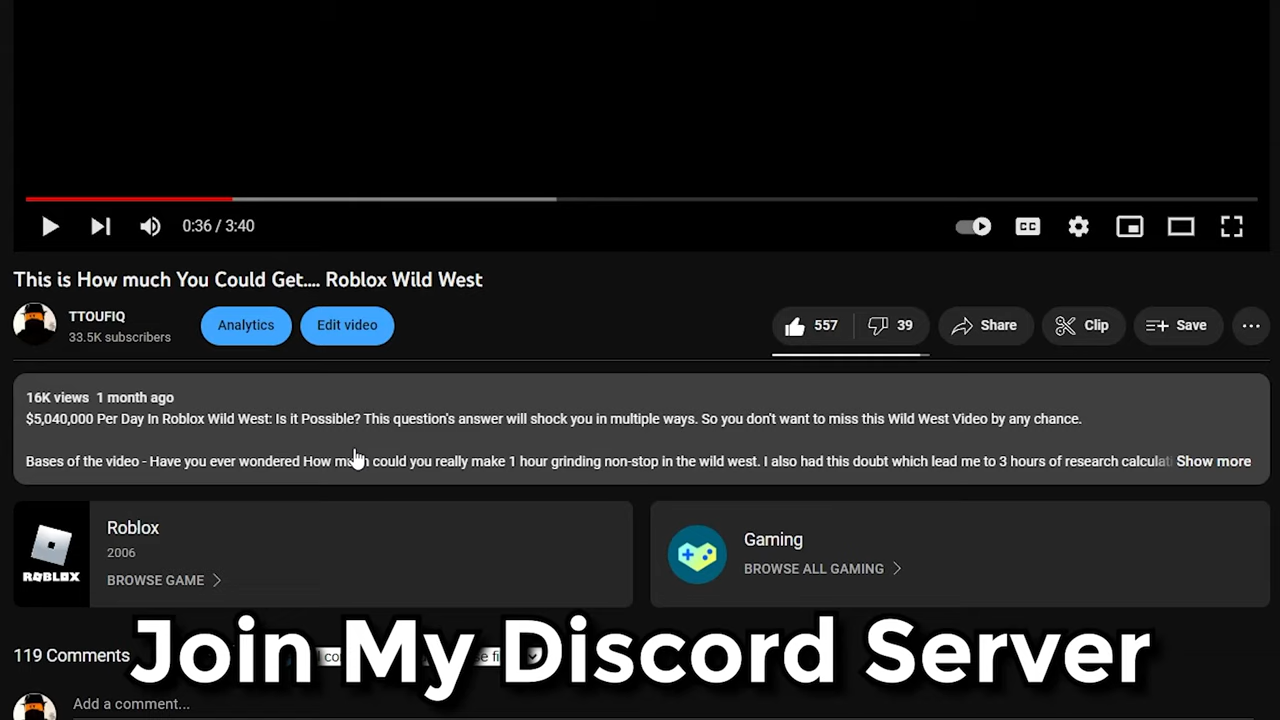 0:36 / 3:40
CC
This is How much You Could Get.... Roblox Wild West
TTOUFIQ
33.5K subscribers
Analytics
Edit video
557
39
Share
Clip
Save
16K views 1 month ago
$5,040,000 Per Day In Roblox Wild West: Is it Possible? This question's answer will shock you in multiple ways. So you don't want to miss this Wild West Video by any chance.
Bases of the video - Have you ever wondered How much could you really make 1 hour grinding non-stop in the wild west. I also had this doubt which lead me to 3 hours of research calculati Show more
ROBLOX
Roblox
2006
BROWSE GAME
Gaming
BROWSE ALL GAMING
119 Comments
Join My Discord Server
Add a comment...